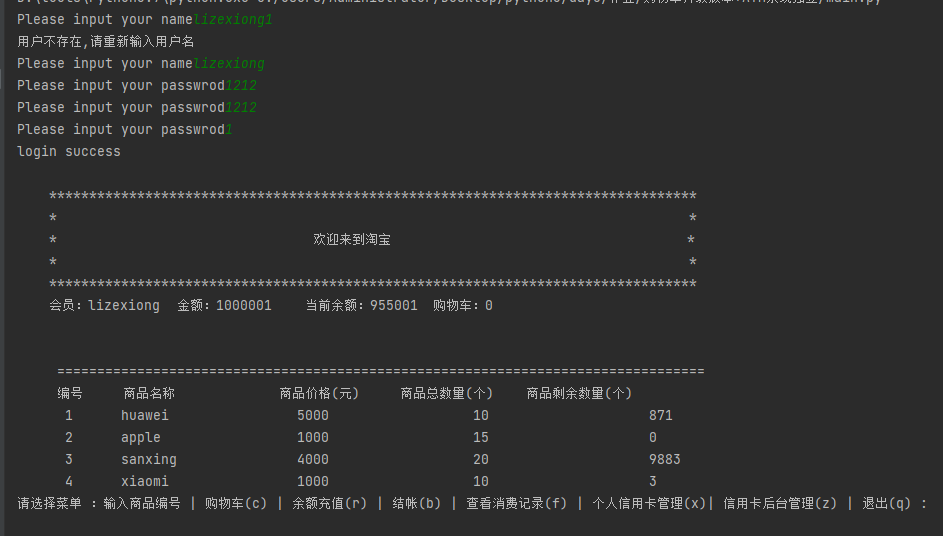 Please input your namelizexiong1
用户不存在,请重新输入用户名
Please input your namelizexiong
Please input your passwrod1212
Please input your passwrod1212
Please input your passwrod1
login success
*********************************************************************************
* *
* 欢迎来到淘宝 *
* *
*********************************************************************************
会员：lizexiong 金额：1000001 当前余额：955001 购物车：0
=================================================================================
编号 商品名称 商品价格(元) 商品总数量(个) 商品剩余数量(个)
1 huawei 5000 10 871
2 apple 1000 15 0
3 sanxing 4000 20 9883
4 xiaomi 1000 10 3
请选择菜单 ：输入商品编号 | 购物车(c) | 余额充值(r) | 结帐(b) | 查看消费记录(f) | 个人信用卡管理(x)| 信用卡后台管理(z) | 退出(q) ：